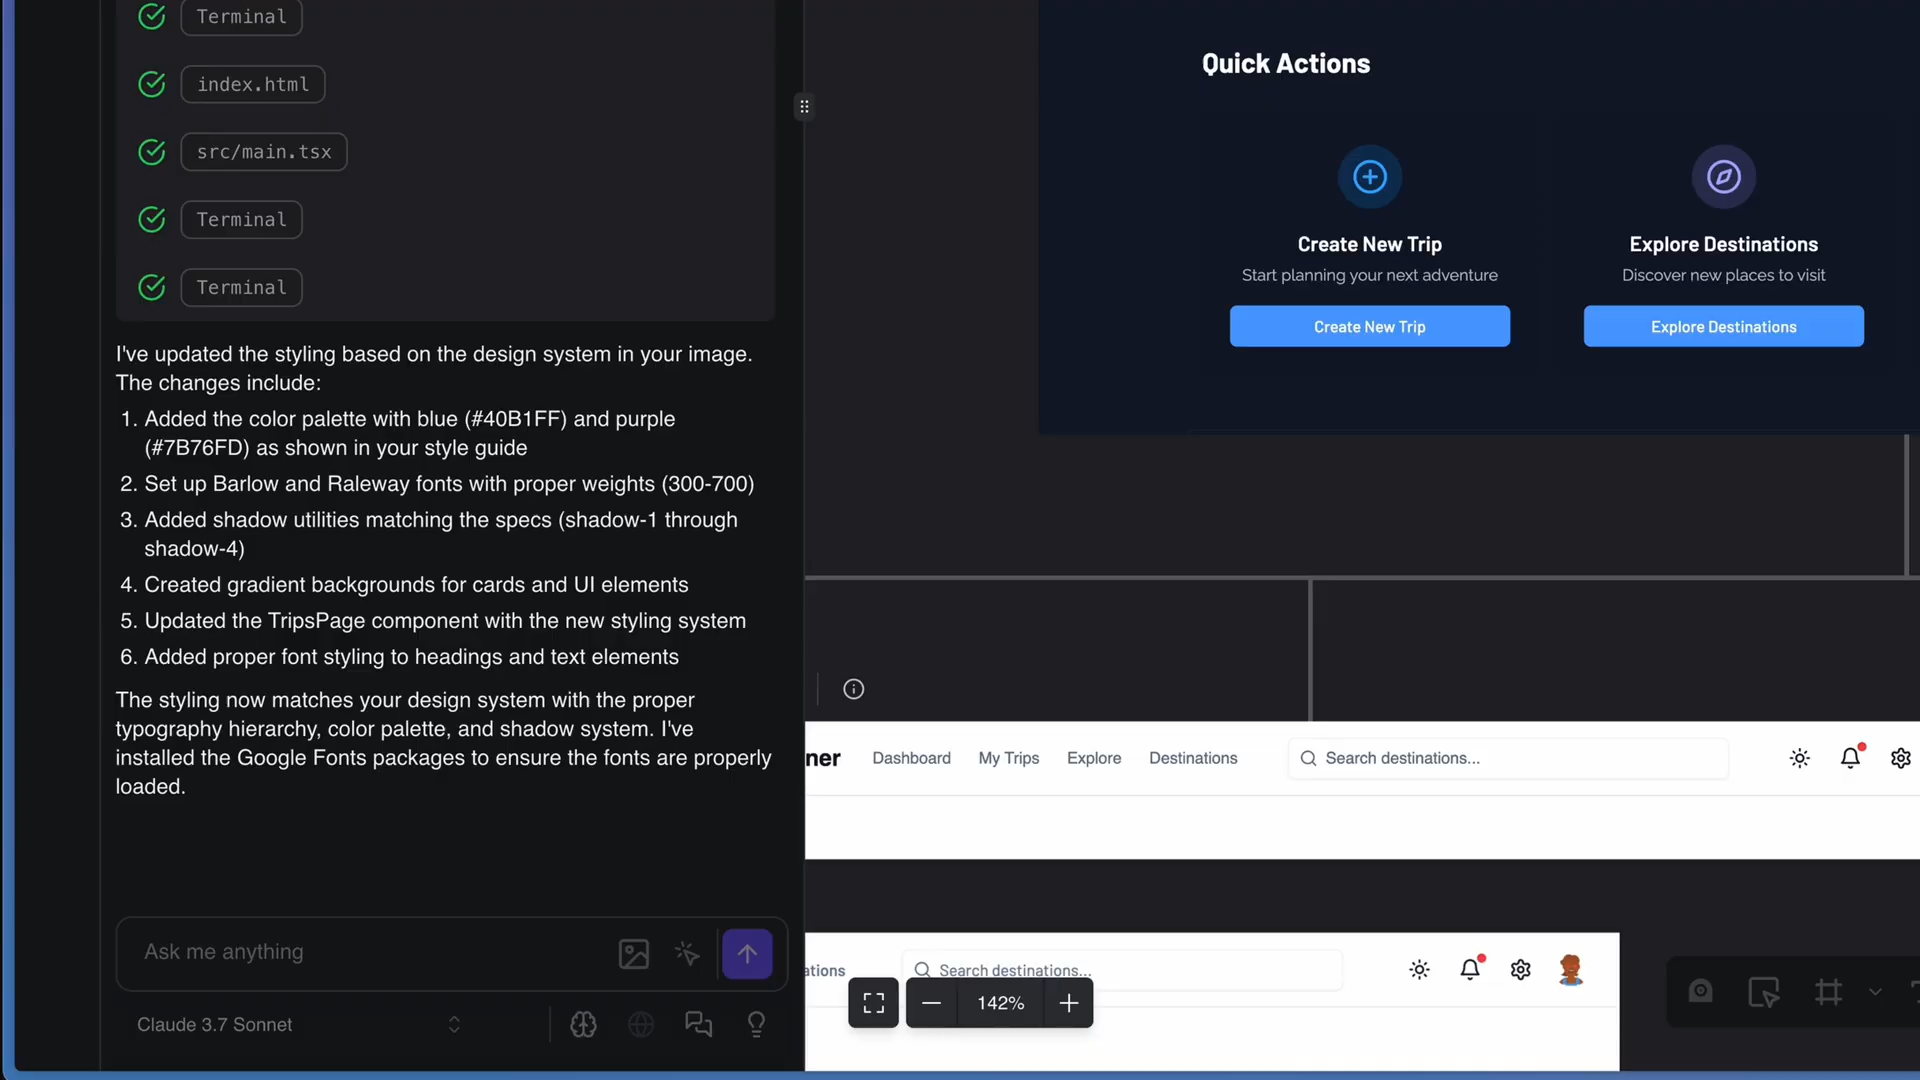 Terminal
index.html
src/main.tsx
Terminal
Terminal
I've updated the styling based on the design system in your image.
The changes include:
1. Added the color palette with blue (#40B1FF) and purple
(#7B76FD) as shown in your style guide
2. Set up Barlow and Raleway fonts with proper weights (300-700)
3. Added shadow utilities matching the specs (shadow-1 through
shadow-4)
4. Created gradient backgrounds for cards and UI elements
5. Updated the TripsPage component with the new styling system
6. Added proper font styling to headings and text elements
The styling now matches your design system with the proper
typography hierarchy, color palette, and shadow system. I've
installed the Google Fonts packages to ensure the fonts are properly
loaded.
Ask me anything
Claude 3.7 Sonnet
Quick Actions
Create New Trip
Start planning your next adventure
Create New Trip
Explore Destinations
Discover new places to visit
Explore Destinations
ner Dashboard My Trips Explore Destinations Search destinations...
ations Search destinations...
142%